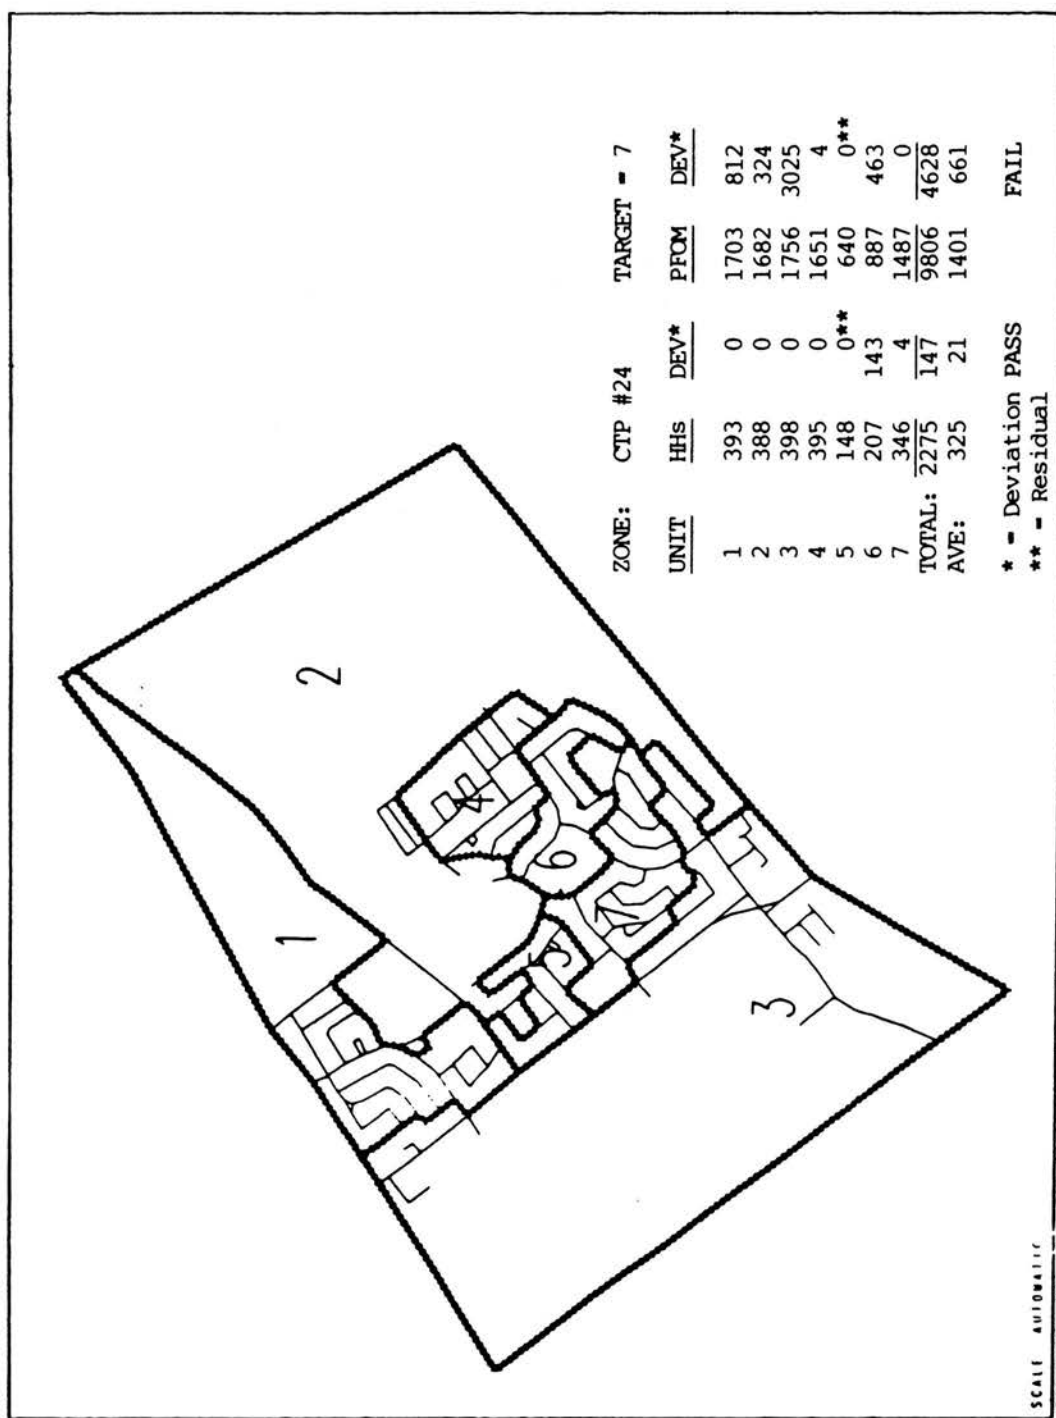 1
2
3
4
5
6
7
ZONE: CTP #24 TARGET = 7
UNIT HHs DEV* PFOM DEV*
1 393 0 1703 812
2 388 0 1682 324
3 398 0 1756 3025
4 395 0 1651 4
5 148 0** 640 0**
6 207 143 887 463
7 346 4 1487 0
TOTAL: 2275 147 9806 4628
AVE: 325 21 1401 661
* = Deviation PASS FAIL
** = Residual
SCALE AUTOMATIC